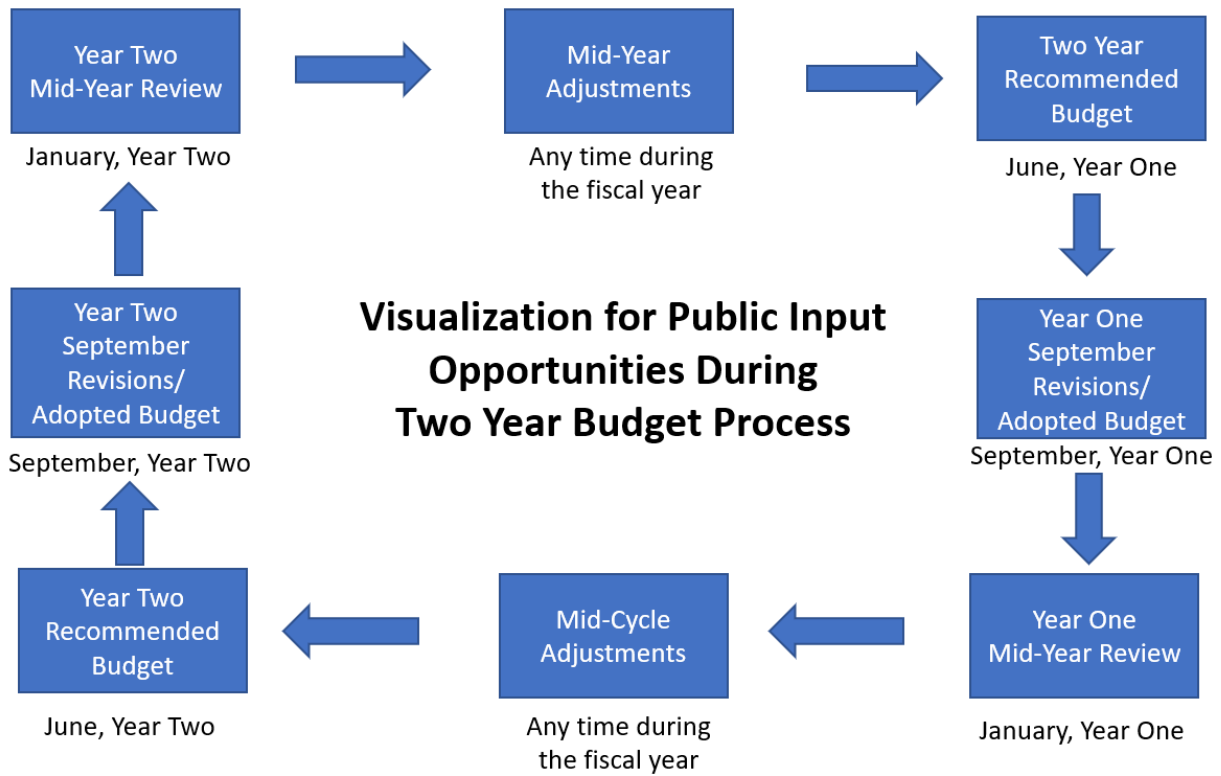 Year Two
Mid-Year Review
January, Year Two
Mid-Year
Adjustments
Any time during
the fiscal year
Two Year
Recommended
Budget
June, Year One
Year Two
September
Revisions/
Adopted Budget
September, Year Two
Visualization for Public Input
Opportunities During
Two Year Budget Process
Year One
September
Revisions/
Adopted Budget
September, Year One
Year Two
Recommended
Budget
June, Year Two
Mid-Cycle
Adjustments
Any time during
the fiscal year
Year One
Mid-Year Review
January, Year One